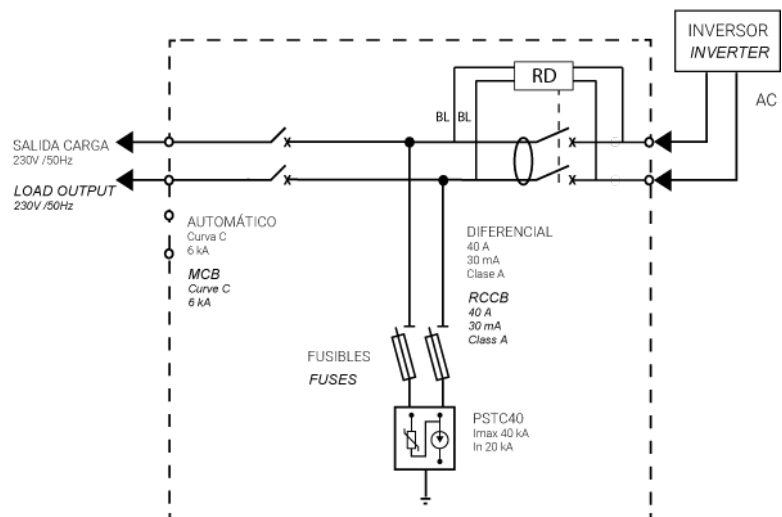 INVERSOR
INVERTER
AC
RD
BL BL
SALIDA CARGA
230V /50Hz
LOAD OUTPUT
230V /50Hz
AUTOMÁTICO
Curva C
6 kA
MCB
Curve C
6 kA
DIFERENCIAL
40 A
30 mA
Clase A
RCCB
40 A
30 mA
Class A
FUSIBLES
FUSES
PSTC40
Imax 40 kA
In 20 kA